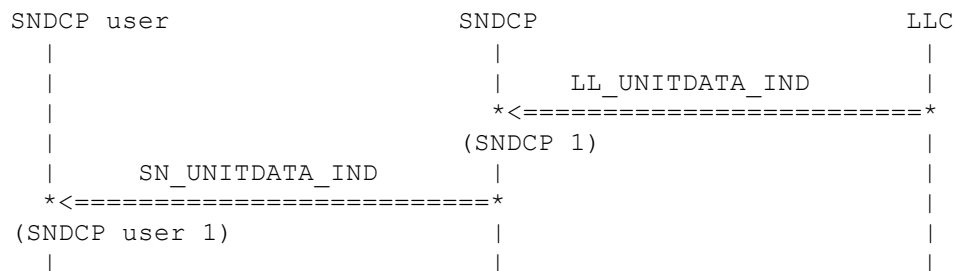 SNDCP user                 SNDCP                     LLC
  |                          |                        |
  |                          |    LL_UNITDATA_IND     |
  |                          *<=========================*
  |                        (SNDCP 1)                  |
  |     SN_UNITDATA_IND      |                        |
  *<==========================*                        |
(SNDCP user 1)               |                        |
  |                          |                        |